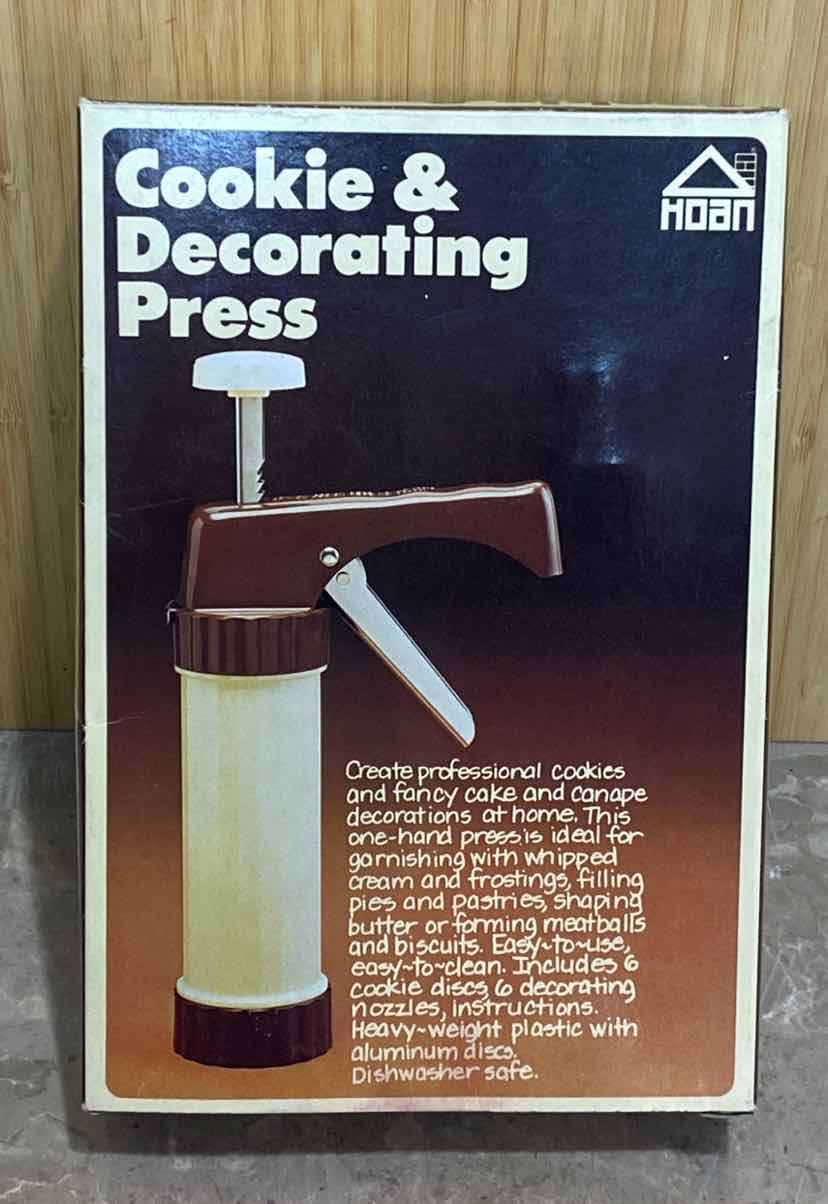 Cookie &
Decorating
Press
HOAN
Create professional cookies
and fancy cake and canape
decorations at home. This
one-hand press is ideal for
garnishing with whipped
cream and frostings, filling
pies and pastries, shaping
butter or forming meatballs
and biscuits. Easy~to~use,
easy~to~clean. Includes 6
cookie discs, 6 decorating
nozzles, instructions.
Heavy~weight plastic with
aluminum discs.
Dishwasher safe.